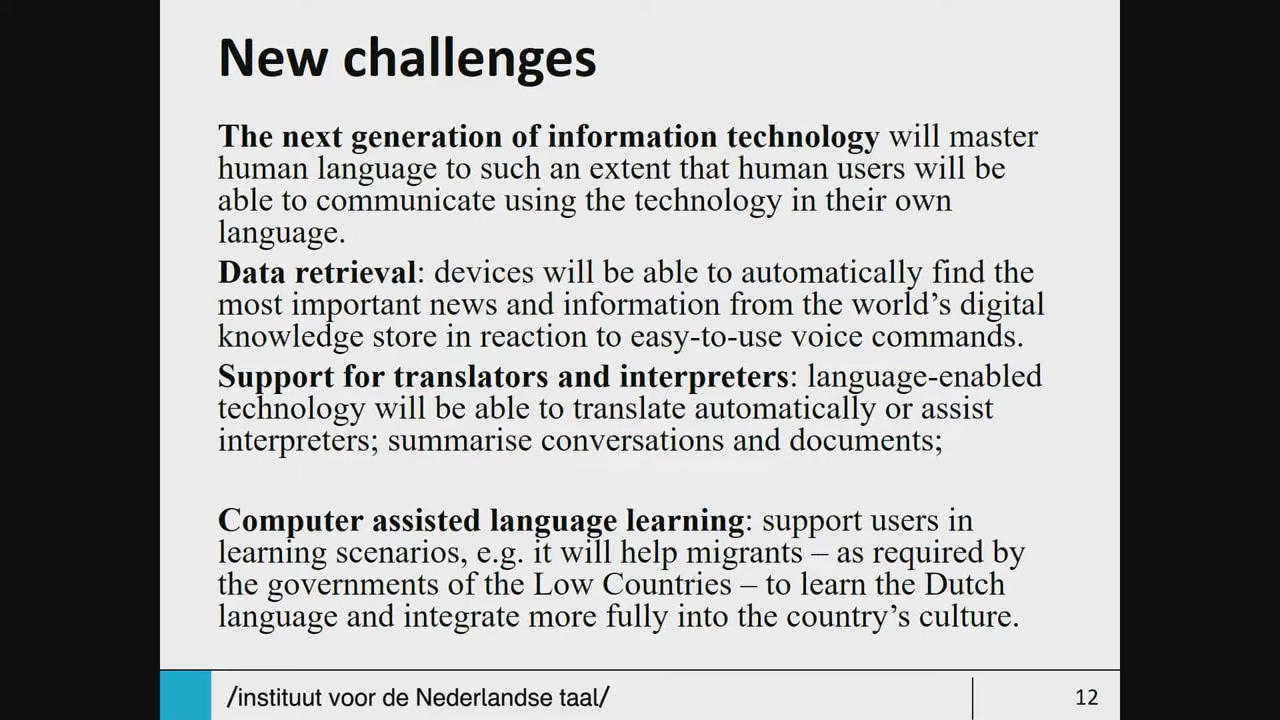 New challenges
The next generation of information technology will master
human language to such an extent that human users will be
able to communicate using the technology in their own
language.
Data retrieval: devices will be able to automatically find the
most important news and information from the world’s digital
knowledge store in reaction to easy-to-use voice commands.
Support for translators and interpreters: language-enabled
technology will be able to translate automatically or assist
interpreters; summarise conversations and documents;
Computer assisted language learning: support users in
learning scenarios, e.g. it will help migrants – as required by
the governments of the Low Countries – to learn the Dutch
language and integrate more fully into the country’s culture.
/instituut voor de Nederlandse taal/
12